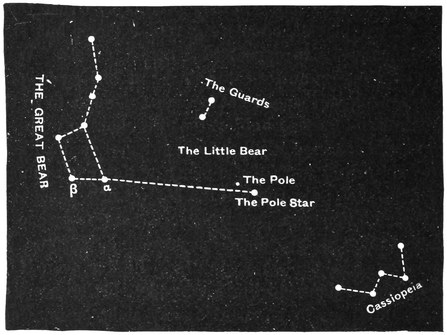 THE GREAT BEAR
The Guards
The Little Bear
The Pole
The Pole Star
β
α
Cassiopeia